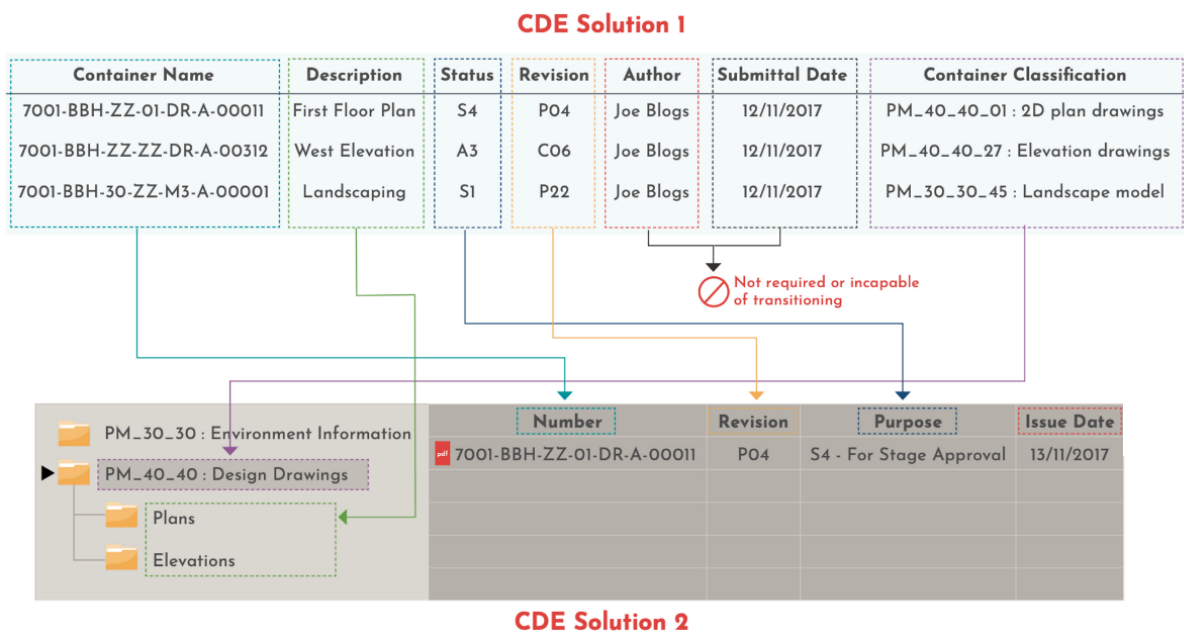 CDE Solution 1
Container Name Description Status Revision Author Submittal Date Container Classification
7001-BBH-ZZ-01-DR-A-00011 First Floor Plan S4 P04 Joe Blogs 12/11/2017 PM_40_40_01 : 2D plan drawings
7001-BBH-ZZ-ZZ-DR-A-00312 West Elevation A3 C06 Joe Blogs 12/11/2017 PM_40_40_27 : Elevation drawings
7001-BBH-30-ZZ-M3-A-00001 Landscaping S1 P22 Joe Blogs 12/11/2017 PM_30_30_45 : Landscape model
Not required or incapable
of transitioning
Number Revision Purpose Issue Date
PM_30_30 : Environment Information
pdf 7001-BBH-ZZ-01-DR-A-00011 P04 S4 - For Stage Approval 13/11/2017
PM_40_40 : Design Drawings
Plans
Elevations
CDE Solution 2